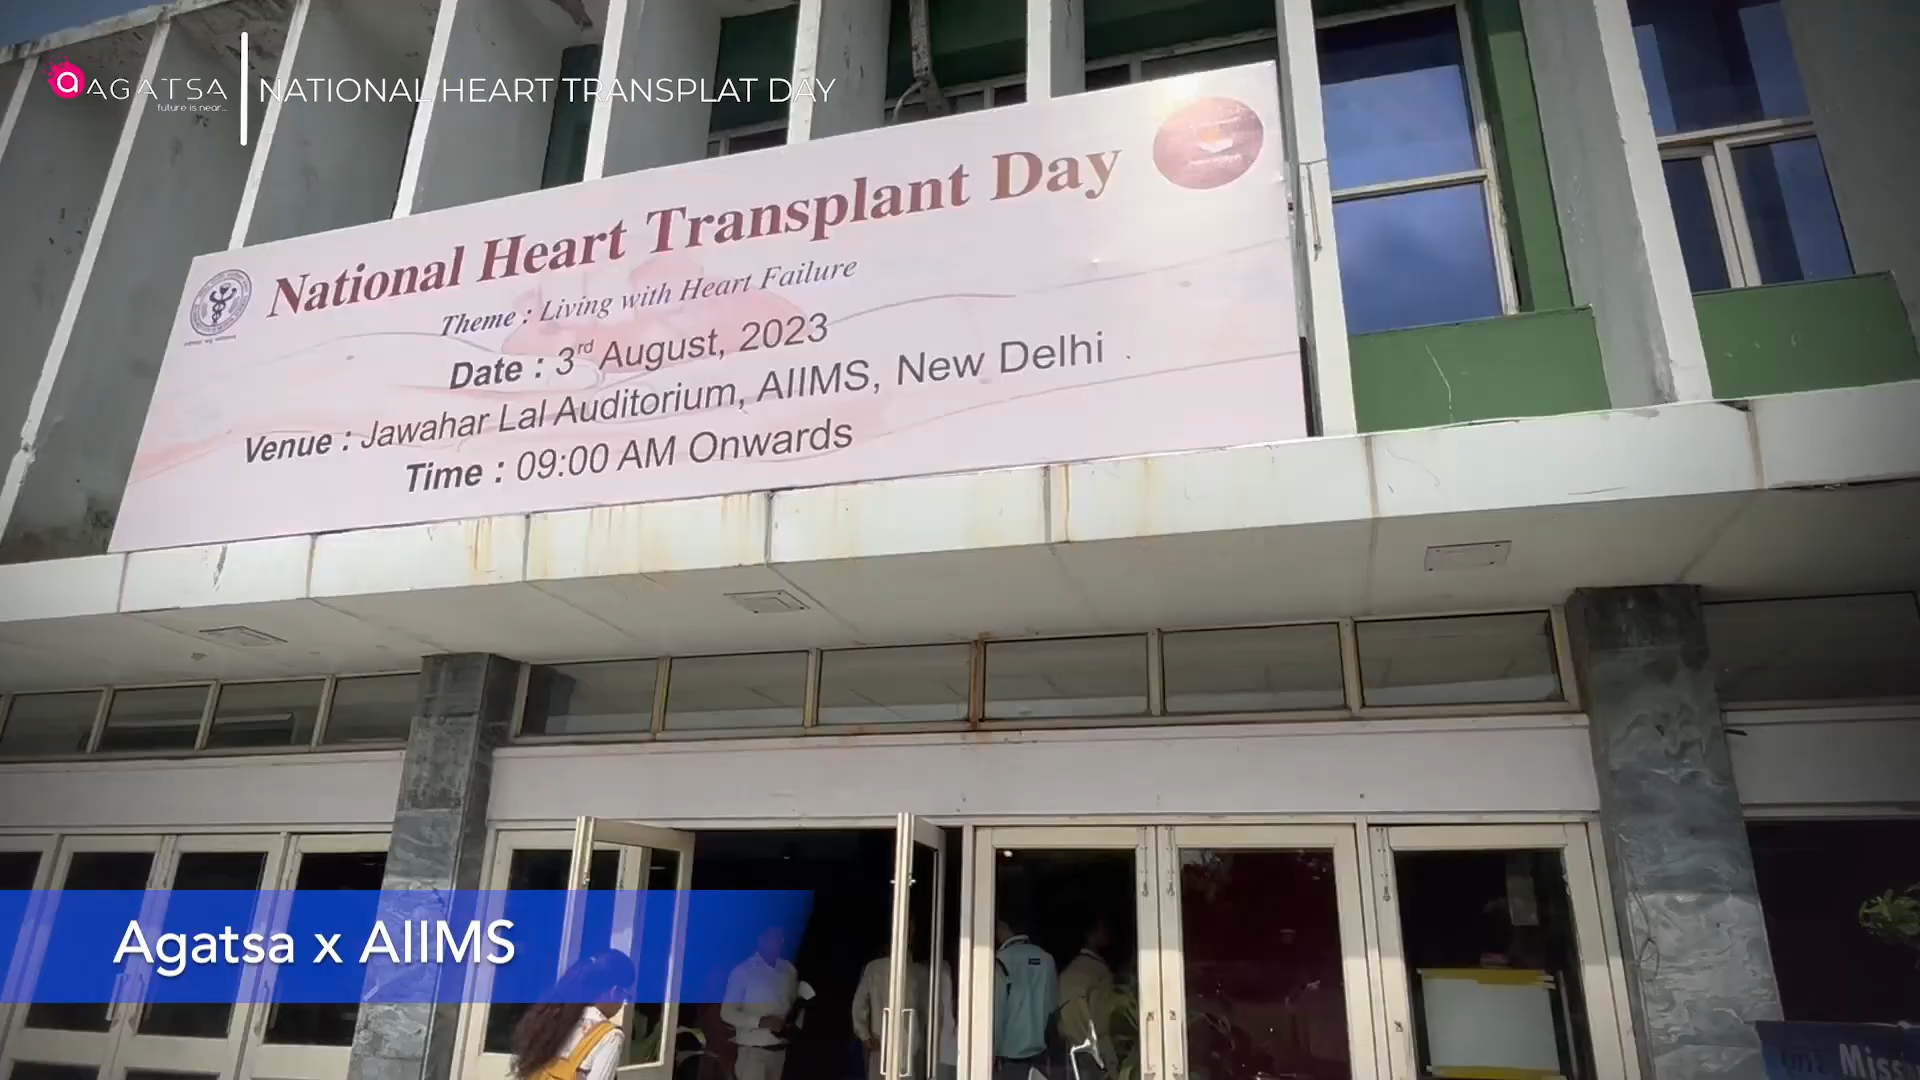 AGATSA
future is near...
NATIONAL HEART TRANSPLAT DAY
National Heart Transplant Day
Theme : Living with Heart Failure
Date : 3rd August, 2023
Venue : Jawahar Lal Auditorium, AIIMS, New Delhi
Time : 09:00 AM Onwards
Agatsa x AIIMS